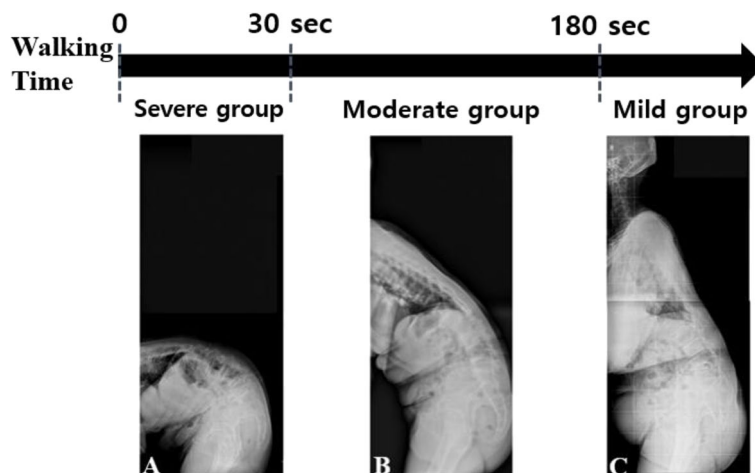 0 30 sec 180 sec
Walking
Time
Severe group Moderate group Mild group
A B C